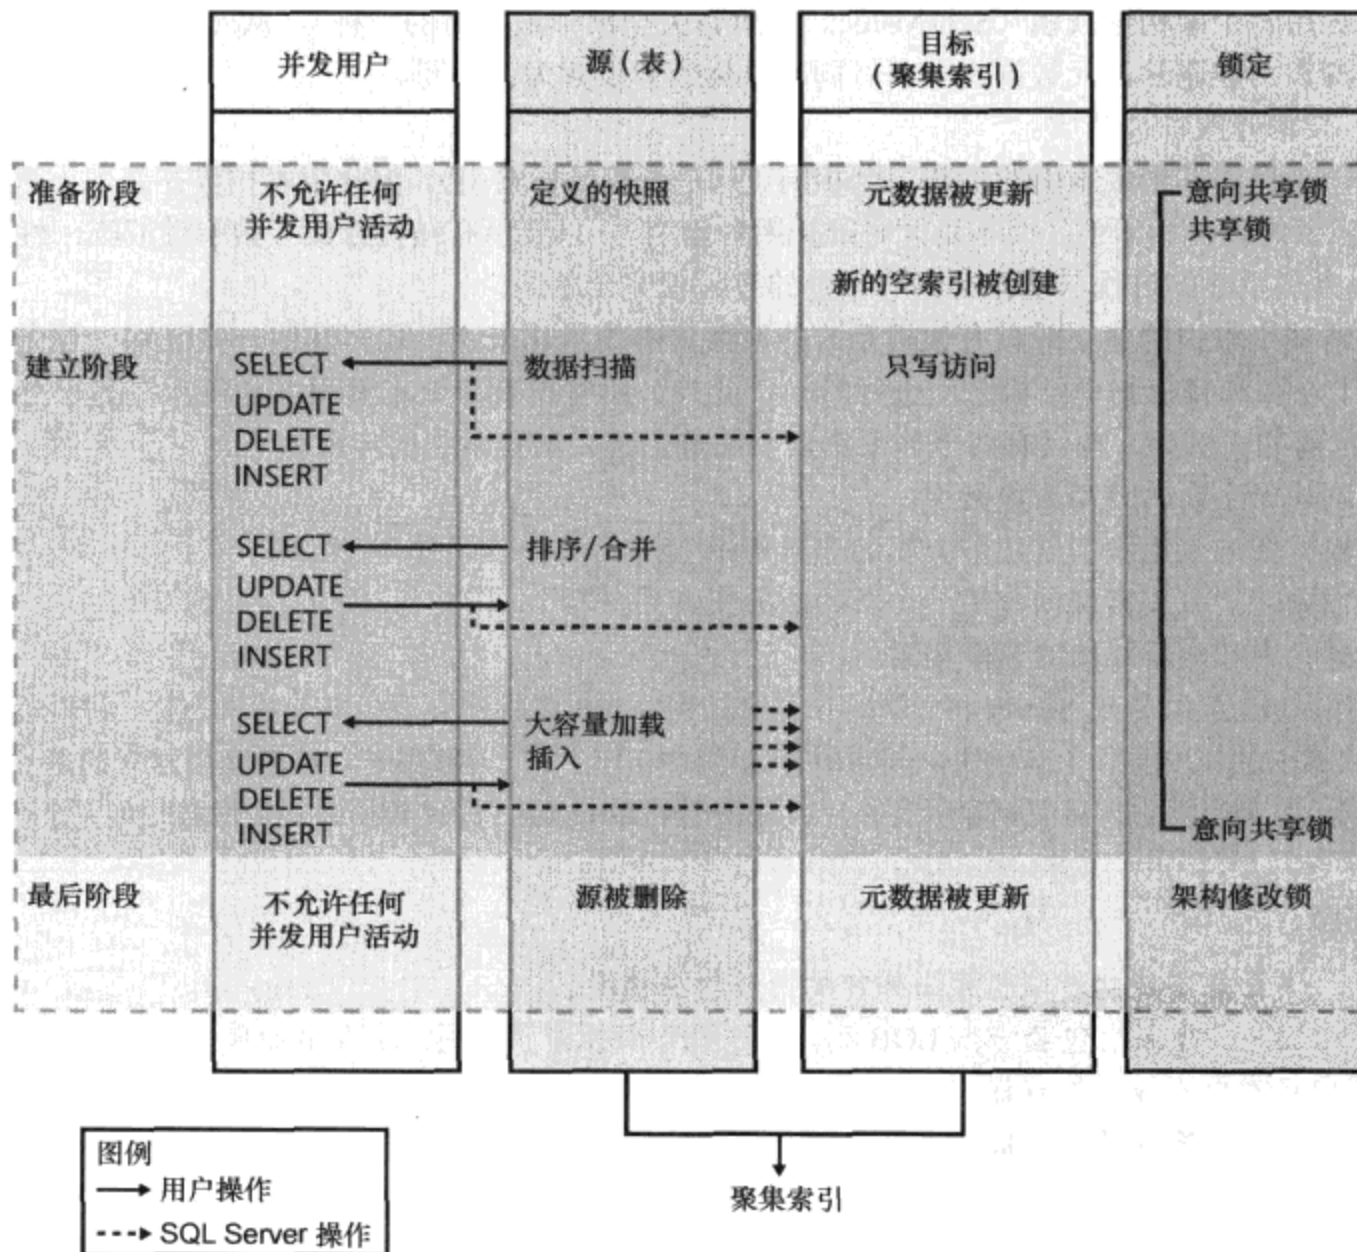 并发用户
源（表）
目标
（聚集索引）
锁定
准备阶段
不允许任何
并发用户活动
定义的快照
元数据被更新
新的空索引被创建
意向共享锁
共享锁
建立阶段
SELECT
UPDATE
DELETE
INSERT
数据扫描
只写访问
SELECT
UPDATE
DELETE
INSERT
排序/合并
SELECT
UPDATE
DELETE
INSERT
大容量加载
插入
意向共享锁
最后阶段
不允许任何
并发用户活动
源被删除
元数据被更新
架构修改锁
图例
用户操作
SQL Server 操作
聚集索引